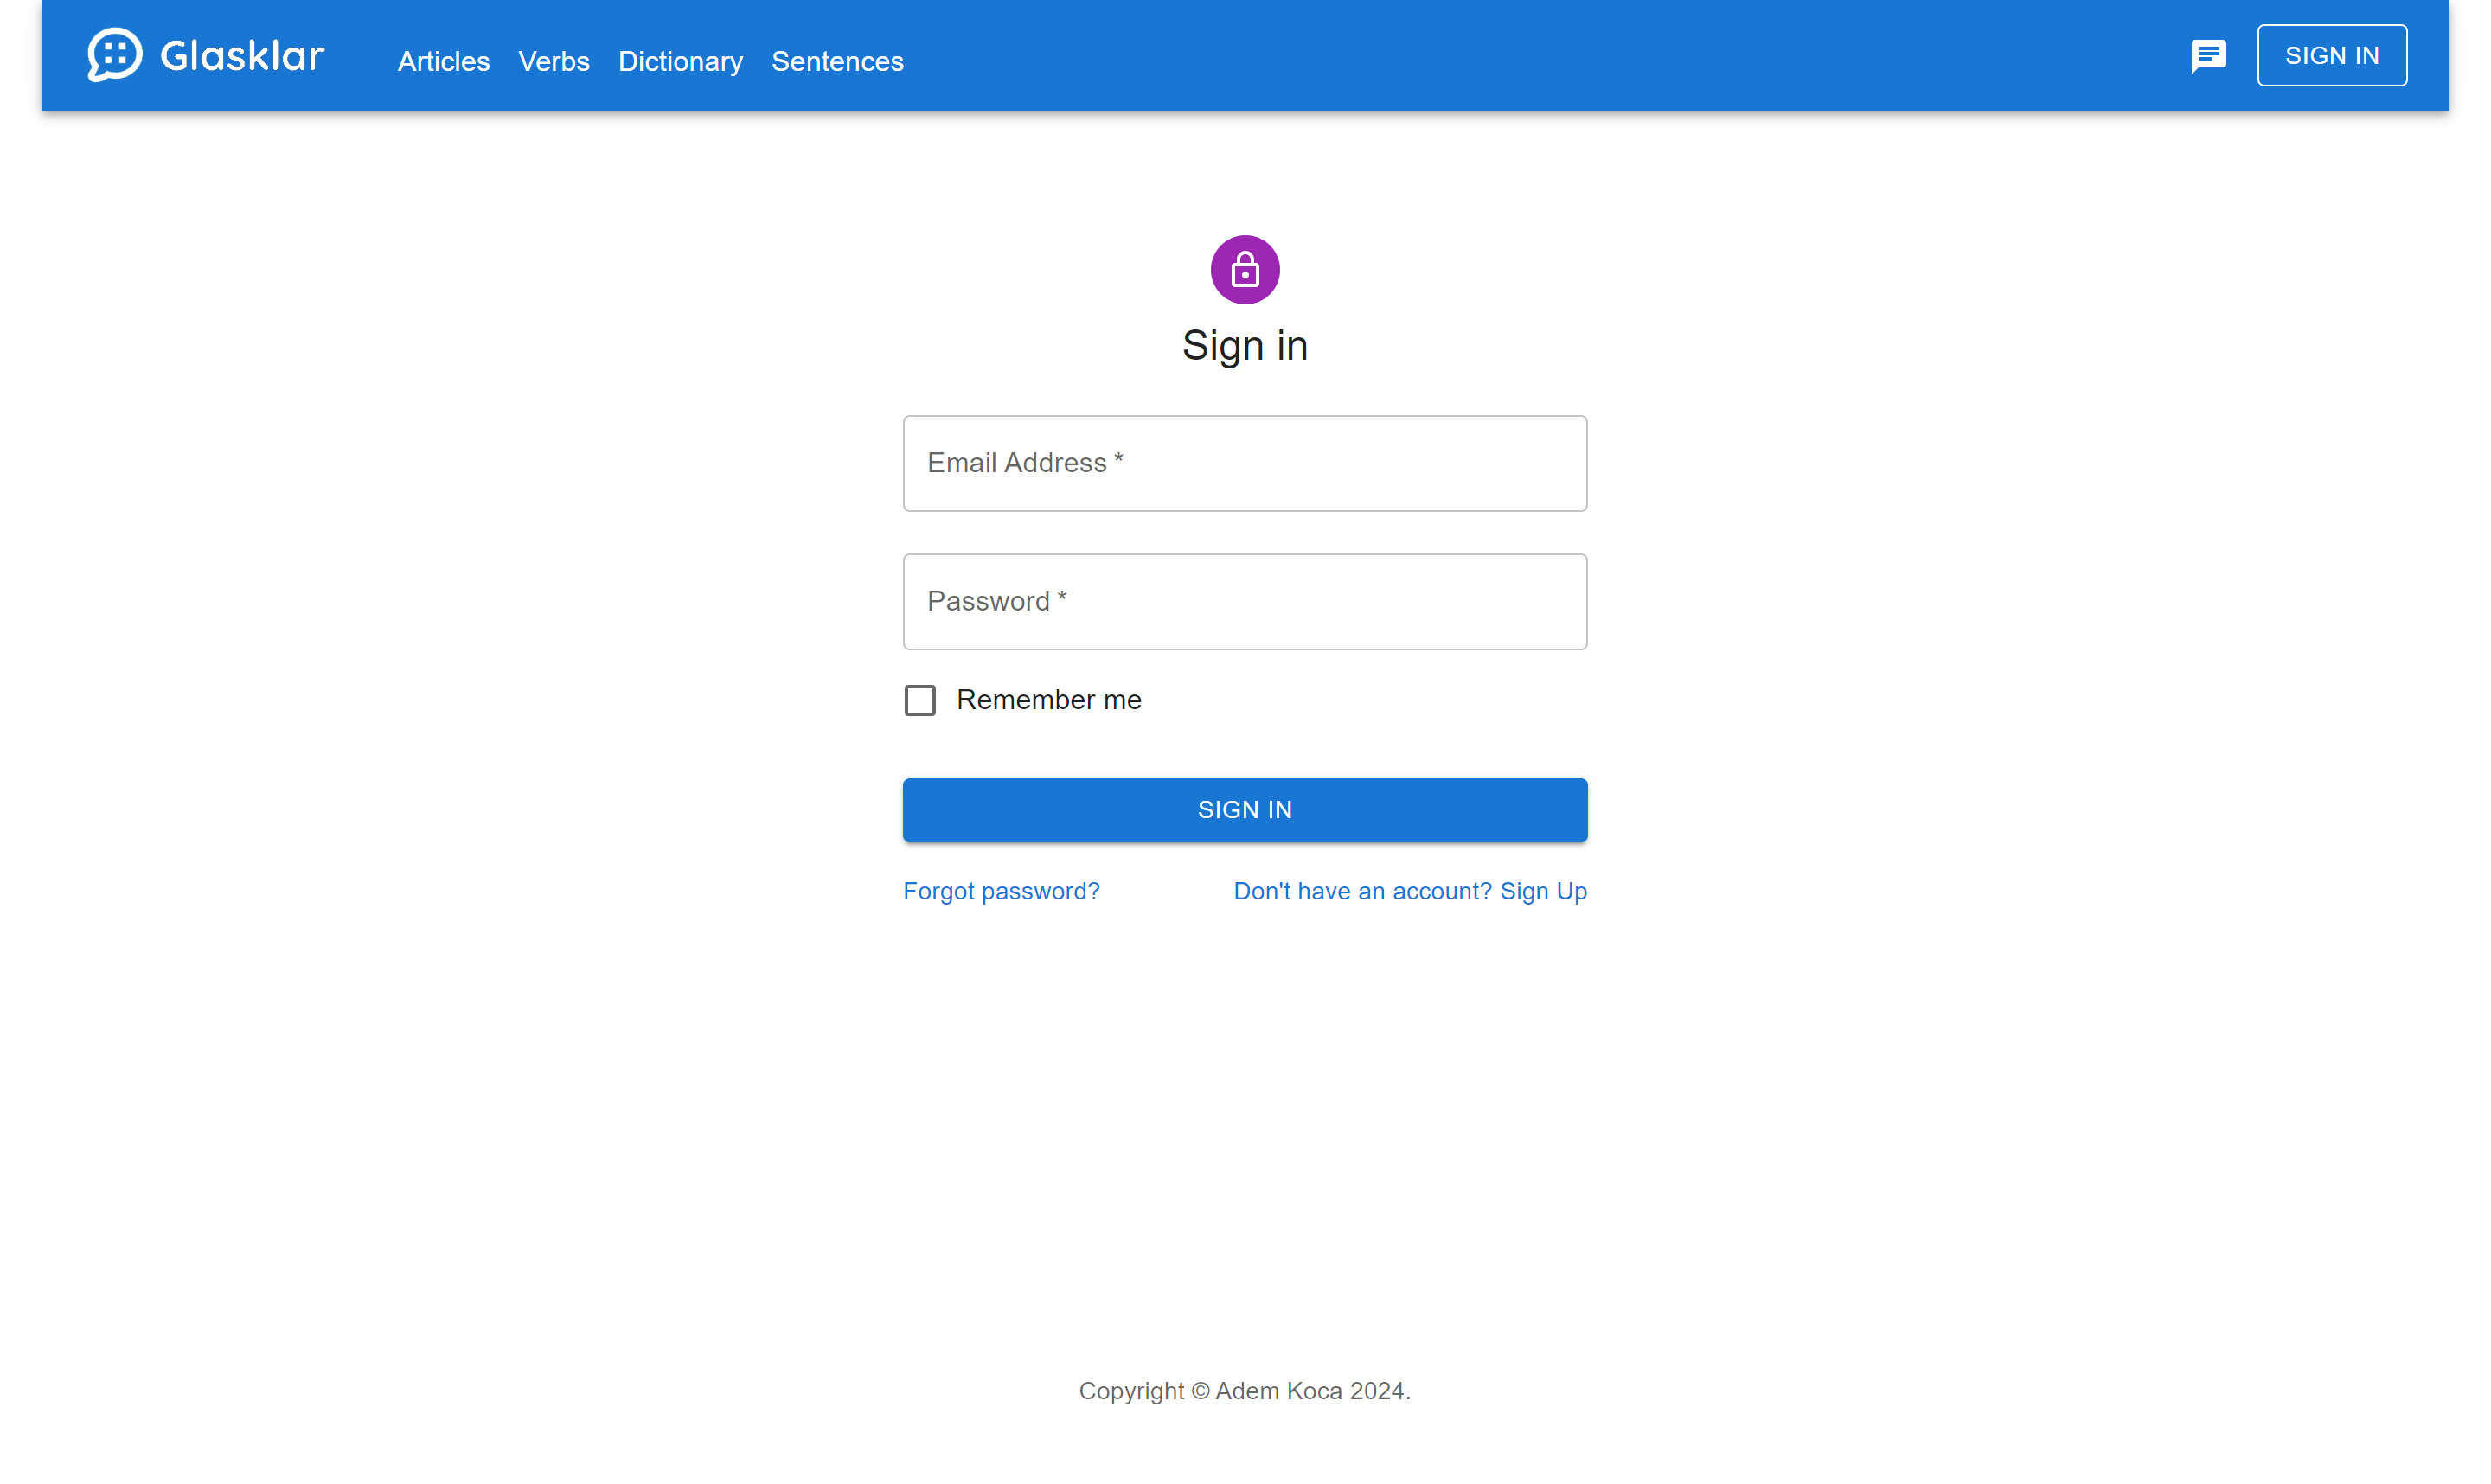 Glasklar Articles Verbs Dictionary Sentences SIGN IN
Sign in
Email Address *
Password *
Remember me
SIGN IN
Forgot password? Don't have an account? Sign Up
Copyright © Adem Koca 2024.